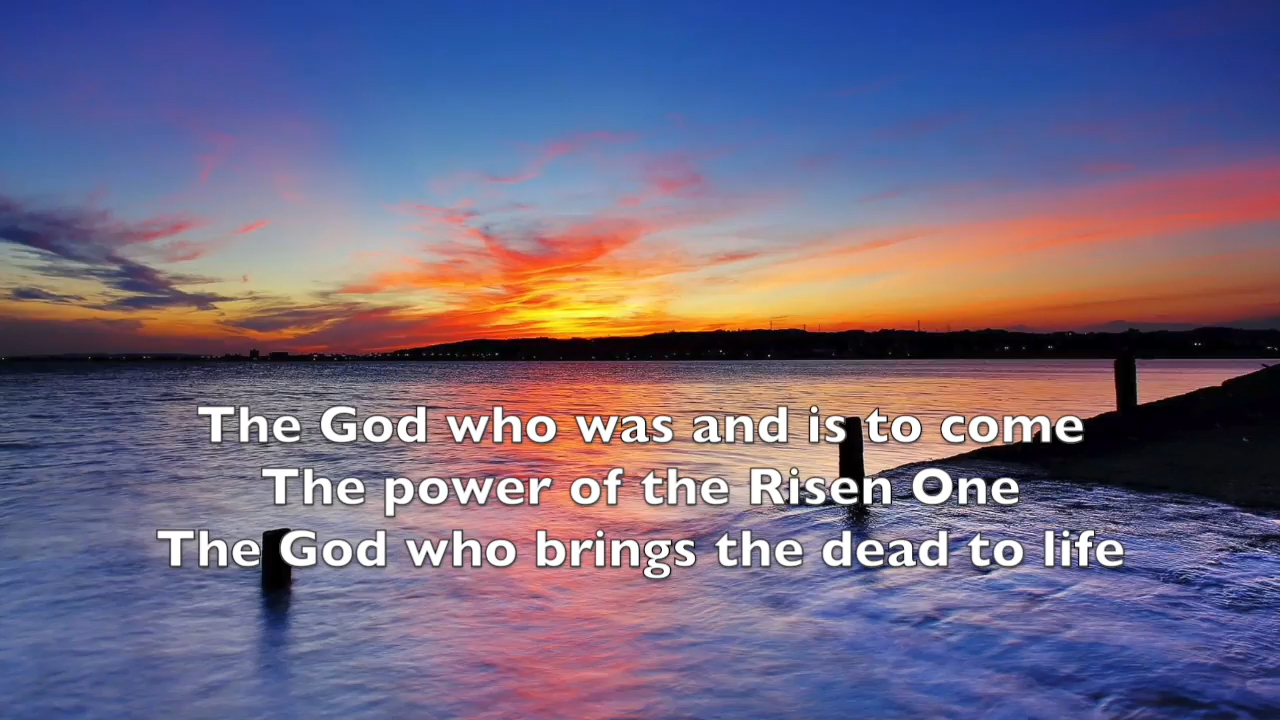 The God who was and is to come
The power of the Risen One
The God who brings the dead to life